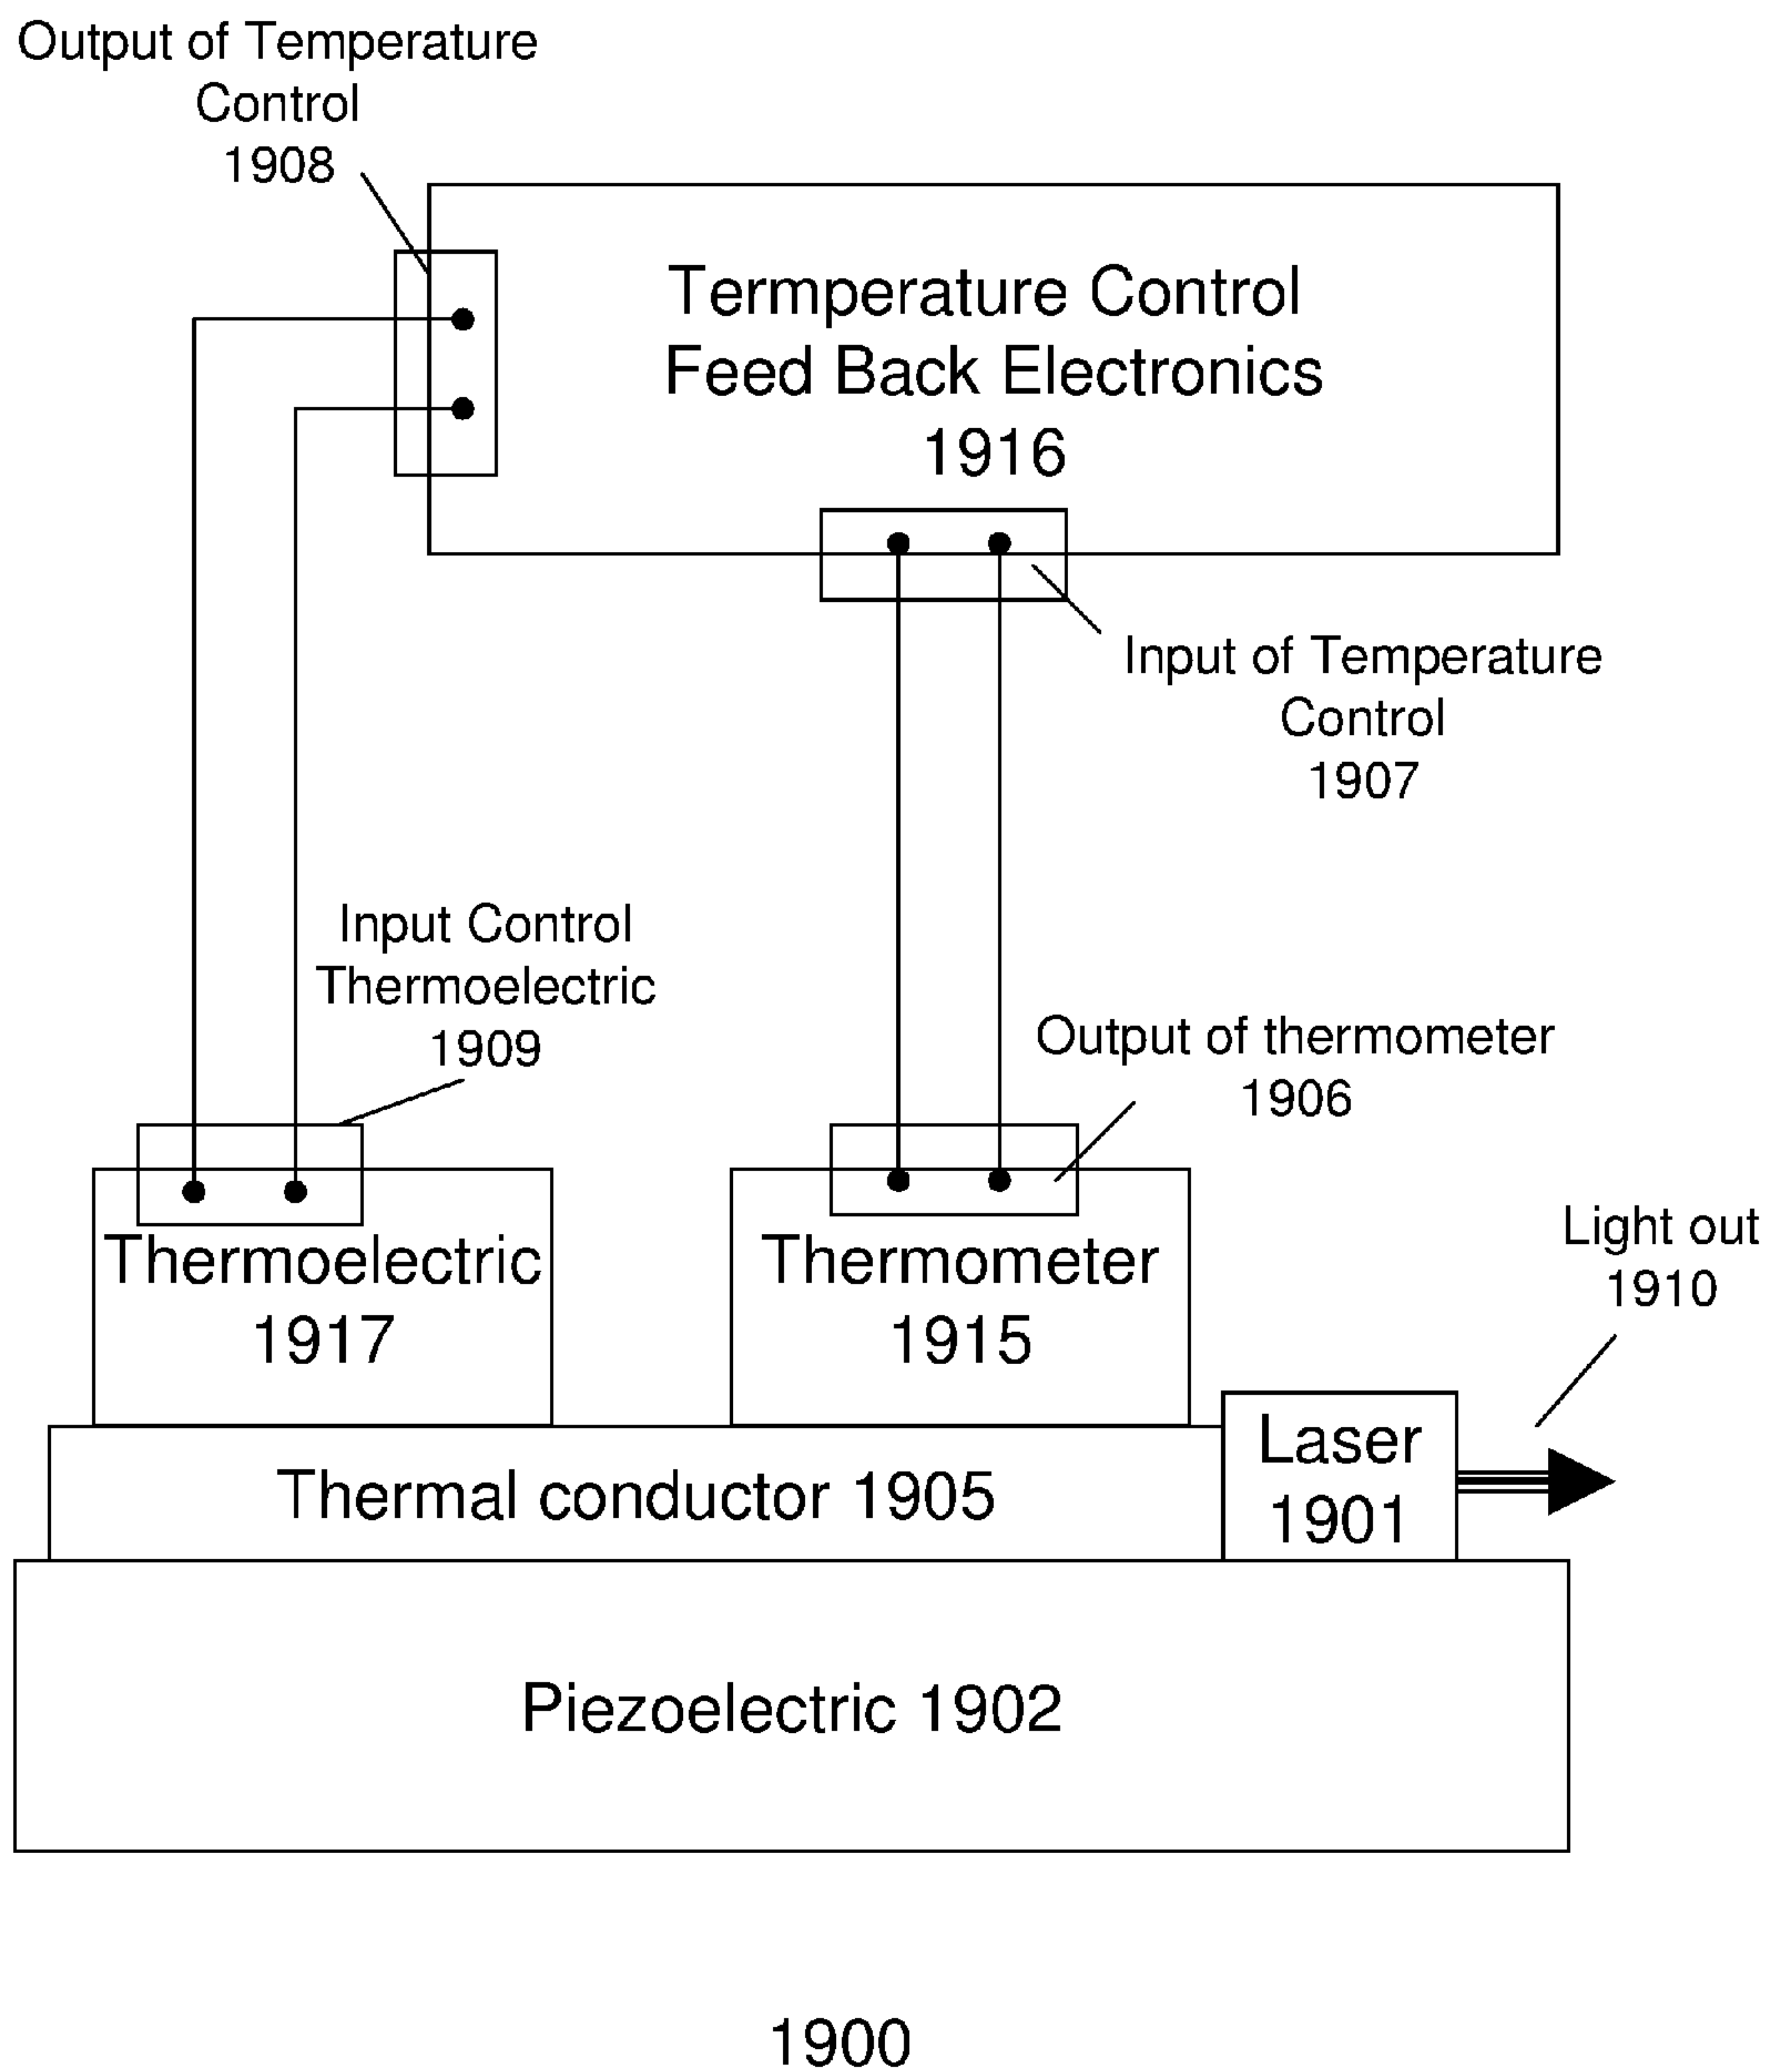 Output of Temperature
Control
1908
Termperature Control
Feed Back Electronics
1916
Input of Temperature
Control
1907
Input Control
Thermoelectric
1909
Output of thermometer
1906
Thermoelectric
1917
Thermometer
1915
Light out
1910
Laser
1901
Thermal conductor 1905
Piezoelectric 1902
1900